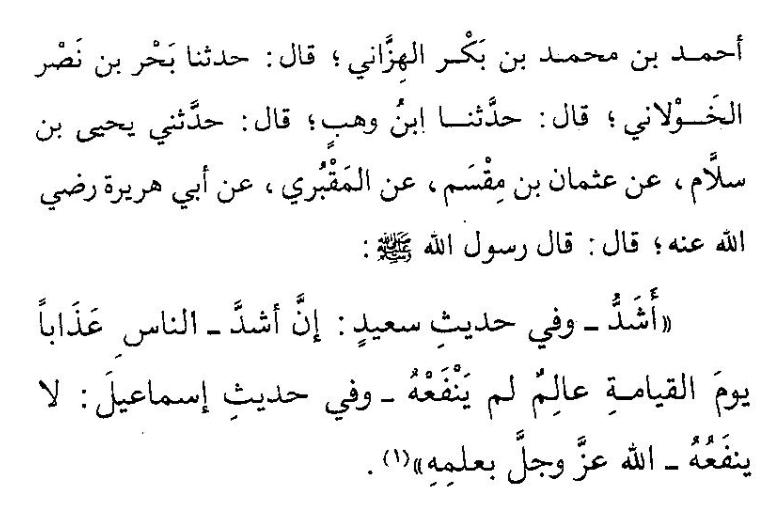 أحمد بن محمد بن بَكْر الهِزَّاني؛ قال: حدثنا بَحْر بن نَصْر
الخَوْلاني؛ قال: حدَّثنا ابنُ وهبٍ؛ قال: حدَّثني يحيى بن
سلَّام، عن عثمان بن مِقْسَم، عن المَقْبُري، عن أبي هريرة رضي
الله عنه؛ قال: قال رسول الله ﷺ:
«أَشَدُّ ـ وفي حديثِ سعيدٍ: إنَّ أشدَّ ـ الناسِ عَذَاباً
يومَ القيامةِ عالِمٌ لم يَنْفَعْهُ ـ وفي حديثِ إسماعيلَ: لا
ينفَعُهُ ـ الله عزَّ وجلَّ بعلمِهِ»(١).